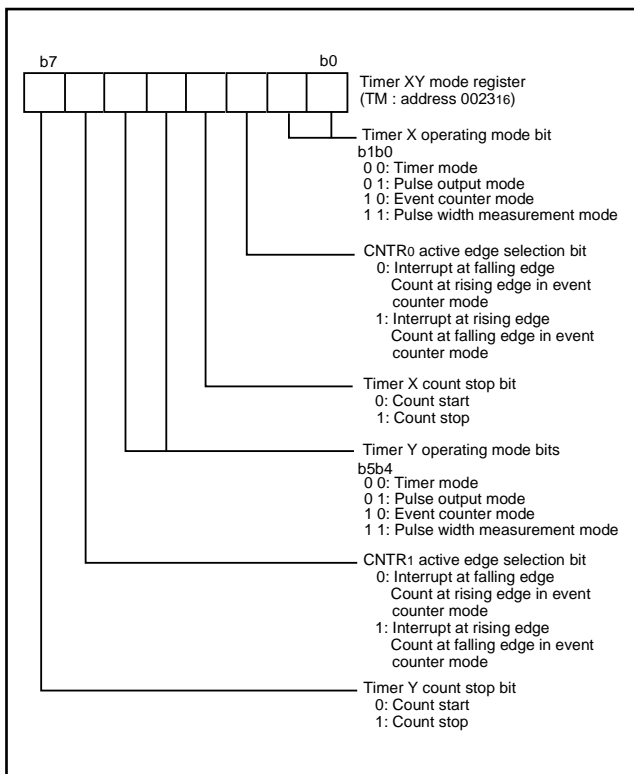 b7 b0
Timer XY mode register
(TM : address 002316)
Timer X operating mode bit
b1b0
0 0: Timer mode
0 1: Pulse output mode
1 0: Event counter mode
1 1: Pulse width measurement mode
CNTR0 active edge selection bit
0: Interrupt at falling edge
Count at rising edge in event
counter mode
1: Interrupt at rising edge
Count at falling edge in event
counter mode
Timer X count stop bit
0: Count start
1: Count stop
Timer Y operating mode bits
b5b4
0 0: Timer mode
0 1: Pulse output mode
1 0: Event counter mode
1 1: Pulse width measurement mode
CNTR1 active edge selection bit
0: Interrupt at falling edge
Count at rising edge in event
counter mode
1: Interrupt at rising edge
Count at falling edge in event
counter mode
Timer Y count stop bit
0: Count start
1: Count stop